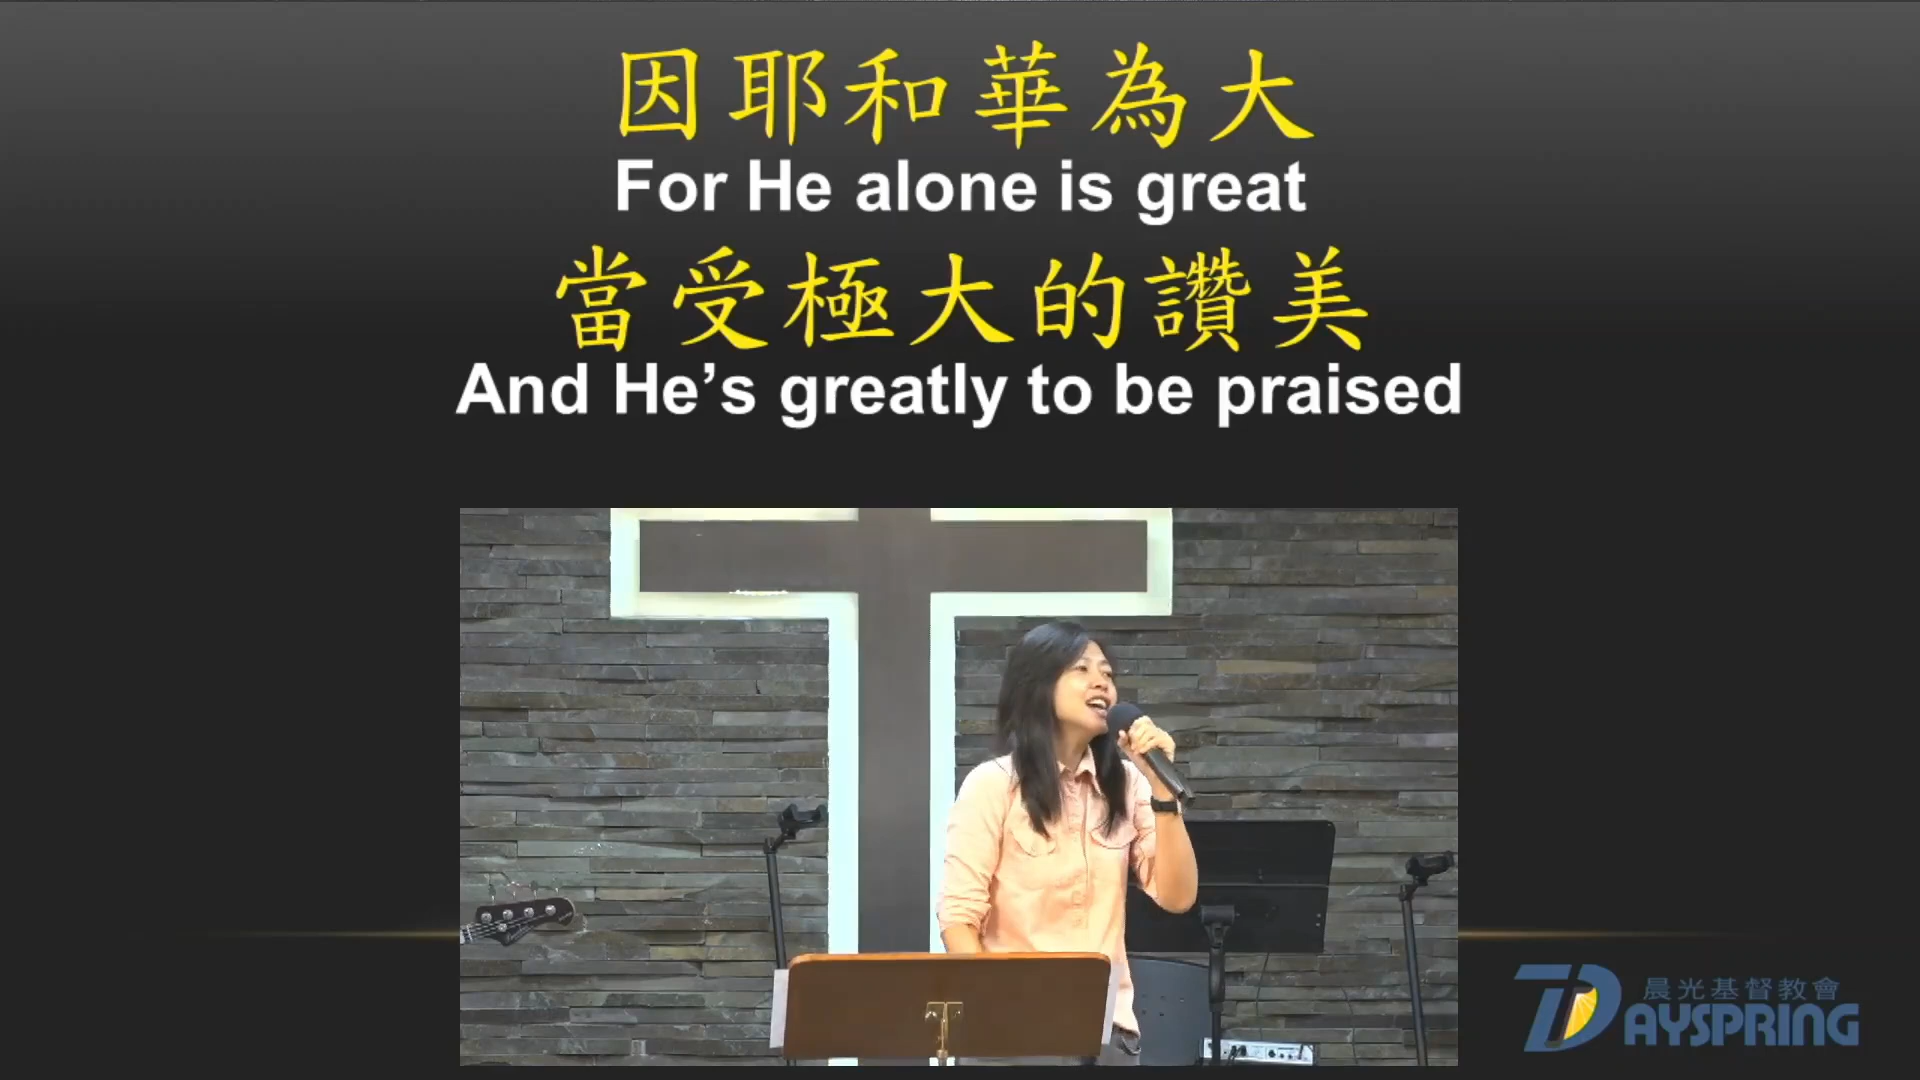 因耶和華為大
For He alone is great
當受極大的讚美
And He’s greatly to be praised
晨光基督教會
DAYSPRING